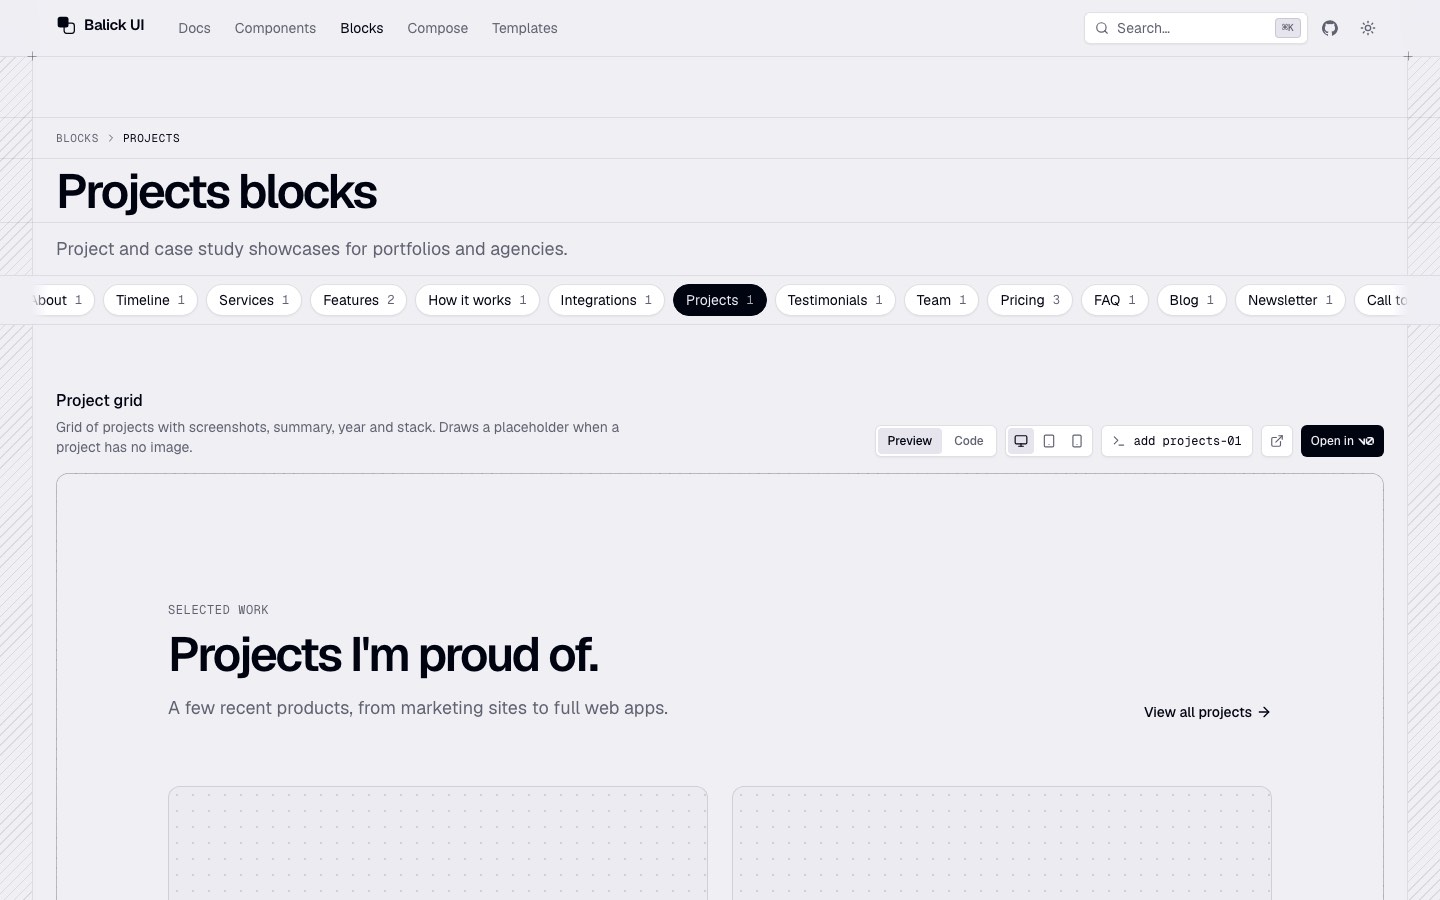 Balick UI Docs Components Blocks Compose Templates Search... ⌘K
BLOCKS > PROJECTS
Projects blocks
Project and case study showcases for portfolios and agencies.
About 1 Timeline 1 Services 1 Features 2 How it works 1 Integrations 1 Projects 1 Testimonials 1 Team 1 Pricing 3 FAQ 1 Blog 1 Newsletter 1 Call to
Project grid
Grid of projects with screenshots, summary, year and stack. Draws a placeholder when a
project has no image.
Preview Code >_ add projects-01 Open in v0
SELECTED WORK
Projects I'm proud of.
A few recent products, from marketing sites to full web apps.
View all projects →